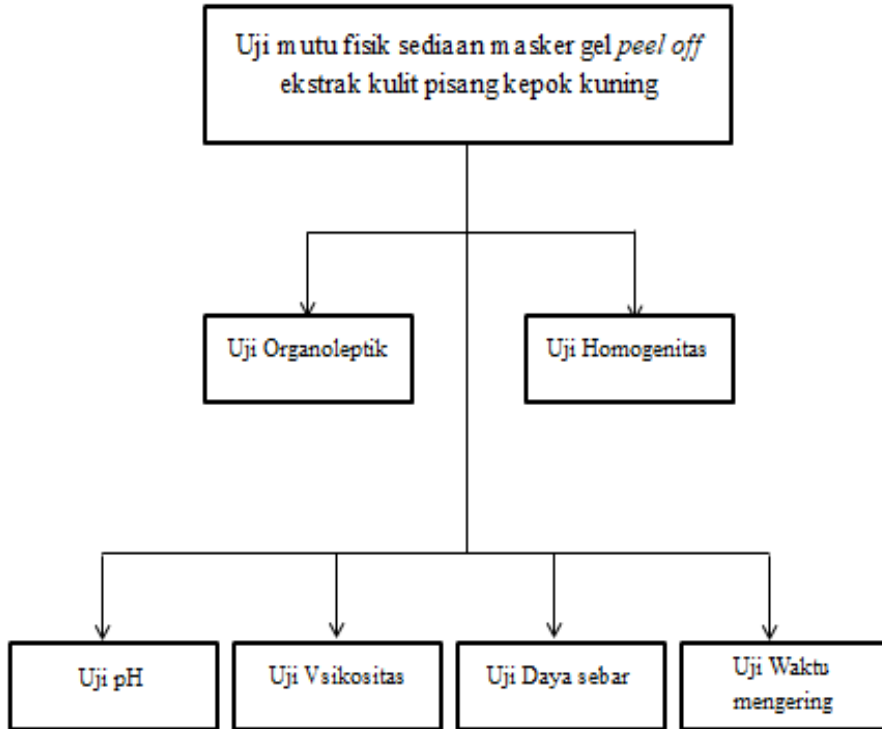 Uji mutu fisik sediaan masker gel peel off
ekstrak kulit pisang kepok kuning
Uji Organoleptik
Uji Homogenitas
Uji pH
Uji Vsikositas
Uji Daya sebar
Uji Waktu
mengering